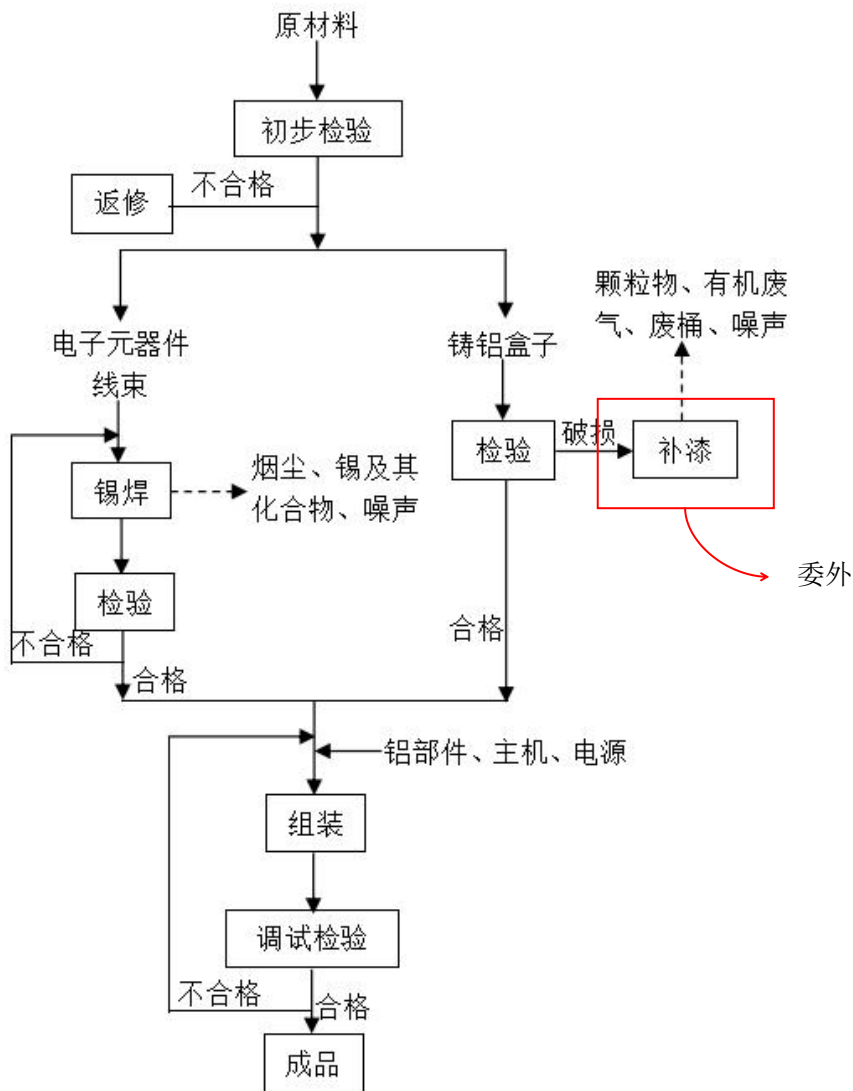 原材料
初步检验
不合格
返修
颗粒物、有机废
气、废桶、噪声
电子元器件
线束
铸铝盒子
破损
检验
补漆
烟尘、锡及其
化合物、噪声
锡焊
委外
检验
合格
不合格
合格
铝部件、主机、电源
组装
调试检验
不合格
合格
成品